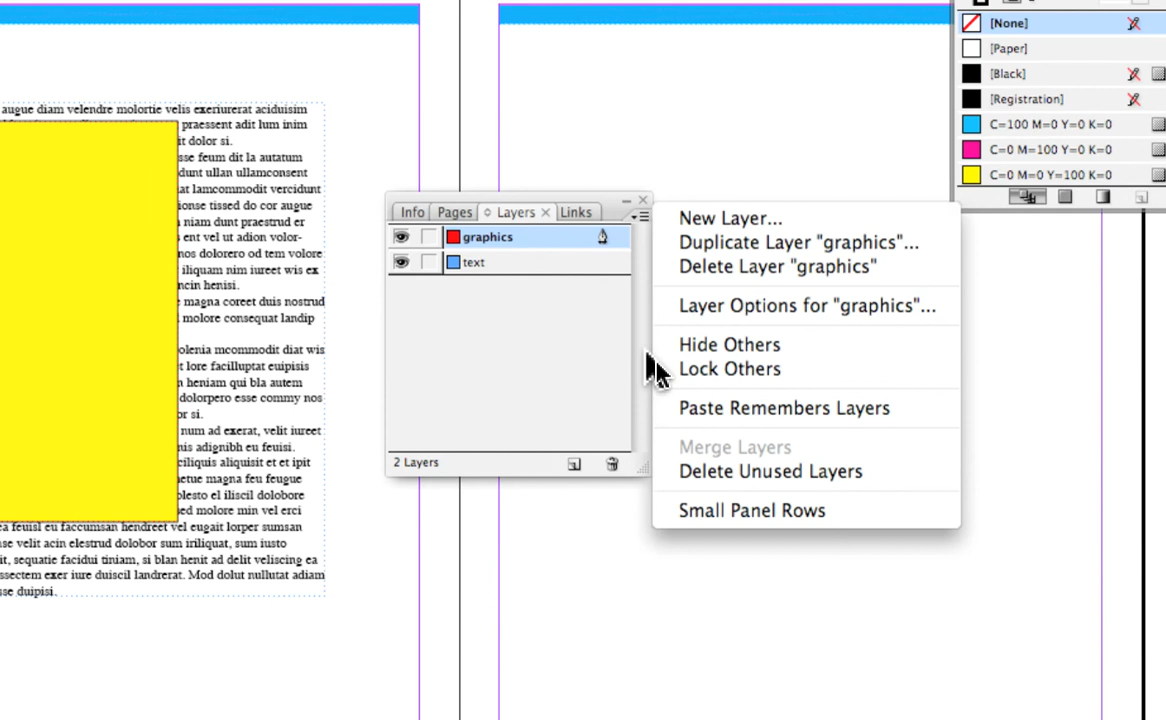 augue diam velendre molortie velis exeriurerat aciduisim
praessent adit lum inim
it dolor si.
sse feum dit la autatum
dunt ullan ullamconsent
at lamcommodit vercidunt
ionse tissed do cor augue
niam dunt praestrud er
ent vel ut adion volor-
nos dolorero od tem volore
iliquam nim iureet wis ex
ncin henisi.
magna coreet duis nostrud
molore consequat landip
olenia mcommodit diat wis
t lore facilluptat euipisis
n heniam qui bla autem
dolorpero esse commy nos
or si.
num ad exerat, velit iureet
nis adignibh eu feuisi.
ciliquis aliquisit et et ipit
etue magna feu feugue
olesto el iliscil dolobore
sed molore min vel erci
ea feuisl eu faccumsan hendreet vel eugait lorper sumsan
se velit acin elestrud dolobor sum iriliquat, sum iusto
it, sequatie facidui tiniam, si blan henit ad delit veliscing ea
ssectem exer iure duiscil landrerat. Mod dolut nullutat adiam
sse duipisi.
Info Pages Layers Links
graphics
text
2 Layers
New Layer...
Duplicate Layer "graphics"...
Delete Layer "graphics"
Layer Options for "graphics"...
Hide Others
Lock Others
Paste Remembers Layers
Merge Layers
Delete Unused Layers
Small Panel Rows
[None]
[Paper]
[Black]
[Registration]
C=100 M=0 Y=0 K=0
C=0 M=100 Y=0 K=0
C=0 M=0 Y=100 K=0